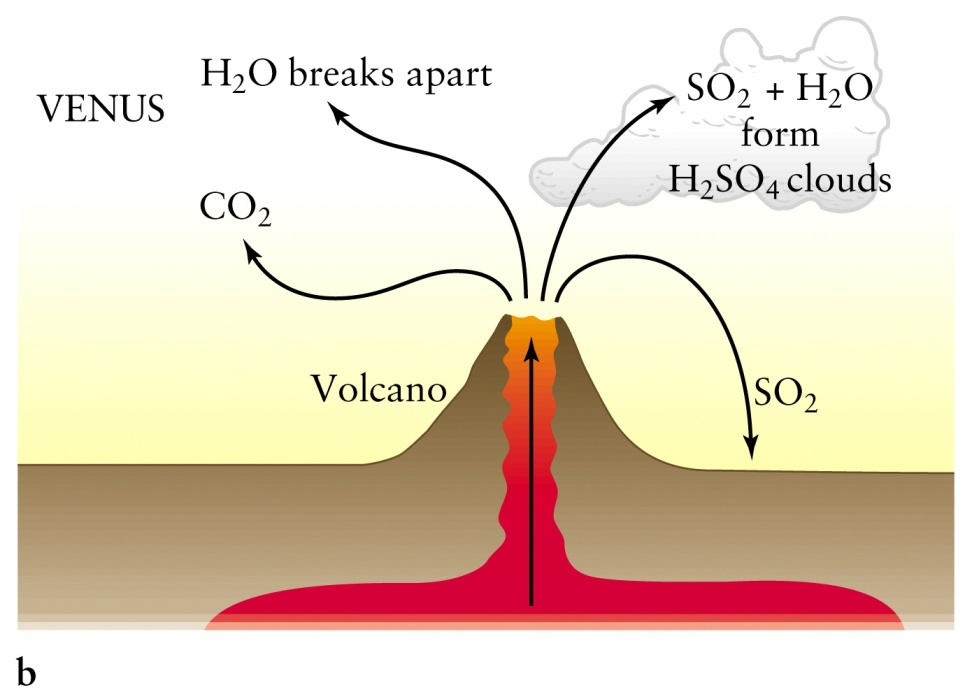 VENUS
H₂O breaks apart
SO₂ + H₂O
form
H₂SO₄ clouds
CO₂
Volcano
SO₂
b